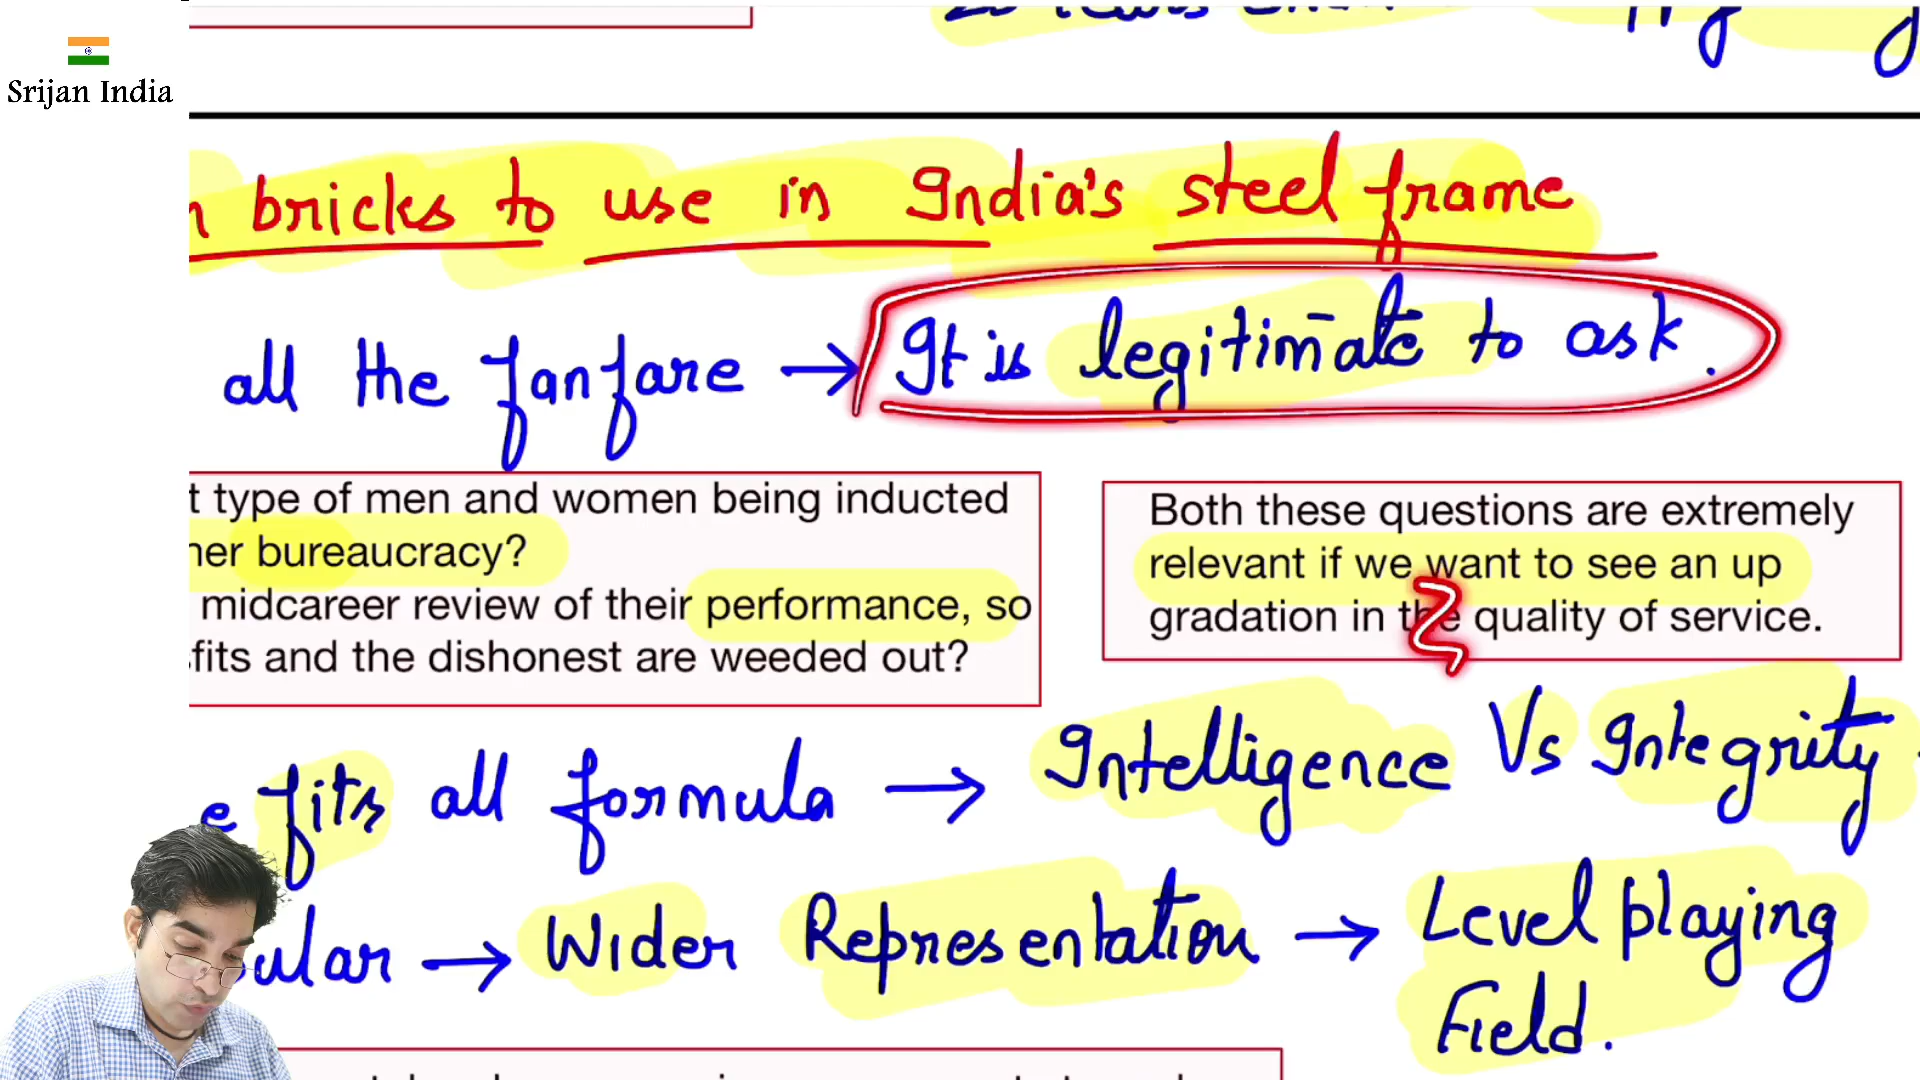 Srijan India
bricks to use in India's steel frame
all the fanfare → It is legitimate to ask.
t type of men and women being inducted
her bureaucracy?
midcareer review of their performance, so
fits and the dishonest are weeded out?
Both these questions are extremely
relevant if we want to see an up
gradation in the quality of service.
e fits all formula → Intelligence Vs Integrity
ular → Wider Representation → Level playing
Field.